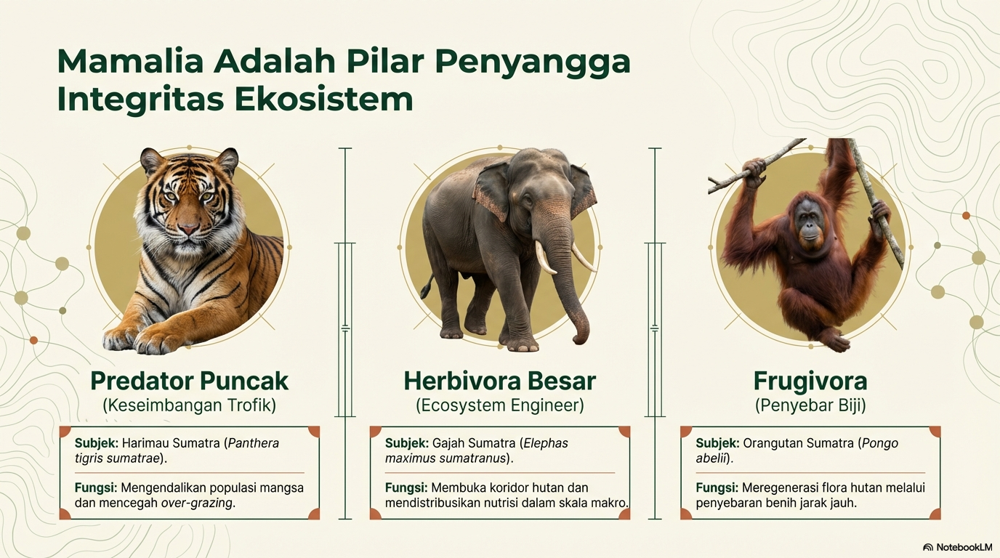 Mamalia Adalah Pilar Penyangga
Integritas Ekosistem
Predator Puncak
(Keseimbangan Trofik)
Subjek: Harimau Sumatra (Panthera
tigris sumatrae).
Fungsi: Mengendalikan populasi mangsa
dan mencegah over-grazing.
Herbivora Besar
(Ecosystem Engineer)
Subjek: Gajah Sumatra (Elephas
maximus sumatranus).
Fungsi: Membuka koridor hutan dan
mendistribusikan nutrisi dalam skala makro.
Frugivora
(Penyebar Biji)
Subjek: Orangutan Sumatra (Pongo
abelii).
Fungsi: Meregenerasi flora hutan melalui
penyebaran benih jarak jauh.
NotebookLM